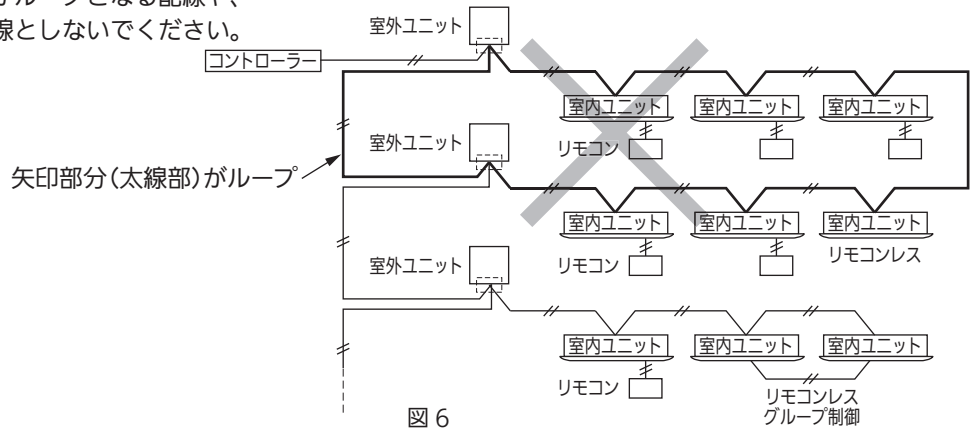 がループとなる配線や、
線としないでください。
室外ユニット
コントローラー
室内ユニット 室内ユニット 室内ユニット
リモコン
室外ユニット
矢印部分(太線部)がループ
室内ユニット 室内ユニット 室内ユニット
リモコン
リモコンレス
室外ユニット
室内ユニット 室内ユニット 室内ユニット
リモコン
リモコンレス
グループ制御
図6